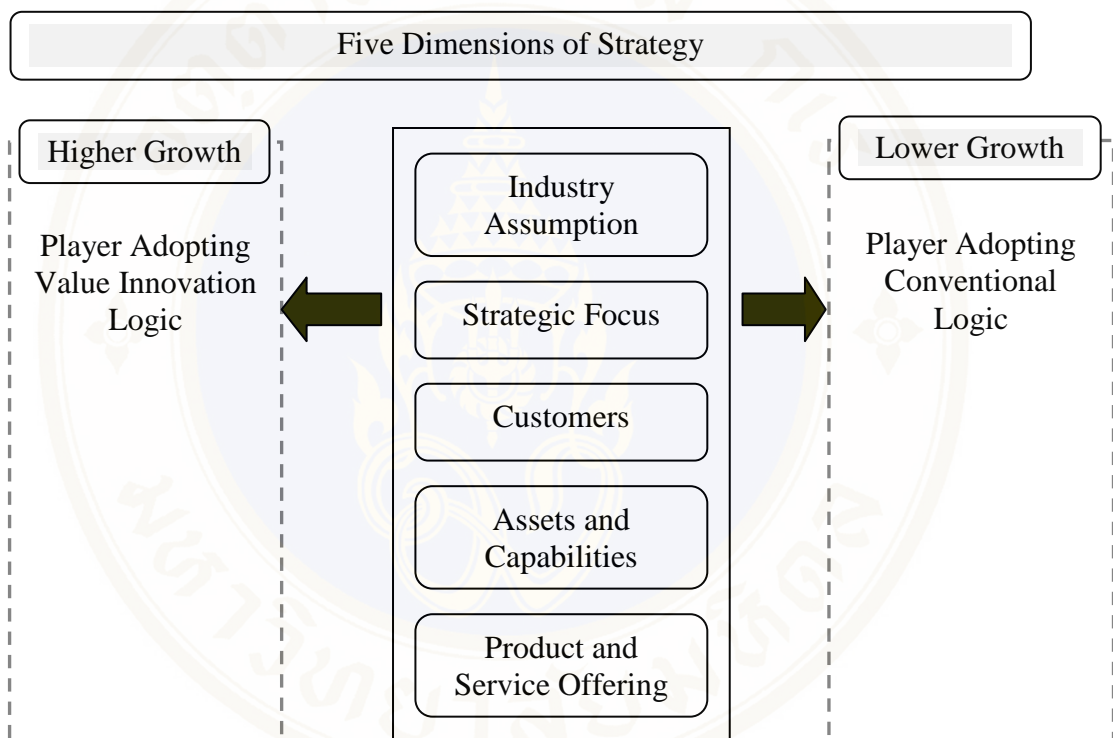 Five Dimensions of Strategy
Higher Growth
Player Adopting
Value Innovation
Logic
Industry
Assumption
Strategic Focus
Customers
Assets and
Capabilities
Product and
Service Offering
Lower Growth
Player Adopting
Conventional
Logic